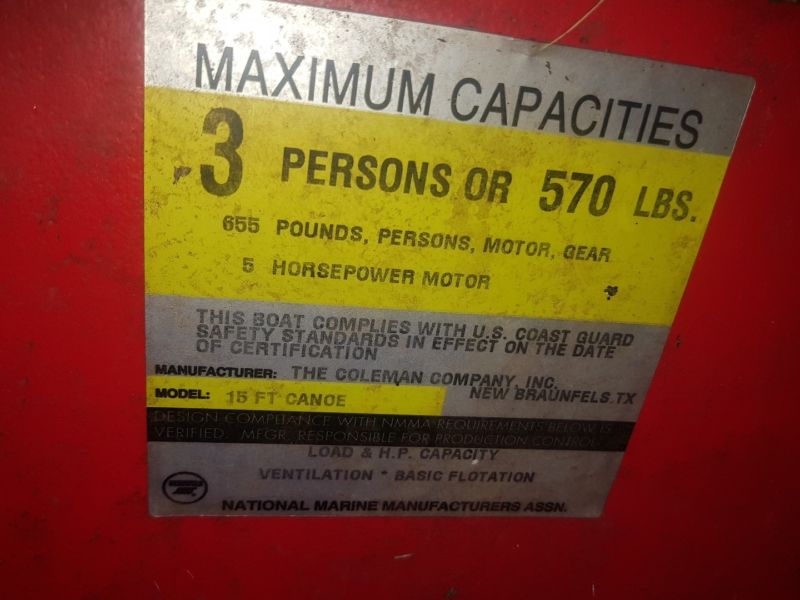 MAXIMUM CAPACITIES
3 PERSONS OR 570 LBS.
655 POUNDS, PERSONS, MOTOR, GEAR
5 HORSEPOWER MOTOR
THIS BOAT COMPLIES WITH U.S. COAST GUARD
SAFETY STANDARDS IN EFFECT ON THE DATE
OF CERTIFICATION
MANUFACTURER: THE COLEMAN COMPANY, INC.
MODEL: 15 FT CANOE NEW BRAUNFELS, TX
DESIGN COMPLIANCE WITH NMMA REQUIREMENTS BELOW IS
VERIFIED. MFGR. RESPONSIBLE FOR PRODUCTION CONTROL.
LOAD & H.P. CAPACITY
VENTILATION * BASIC FLOTATION
NATIONAL MARINE MANUFACTURERS ASSN.